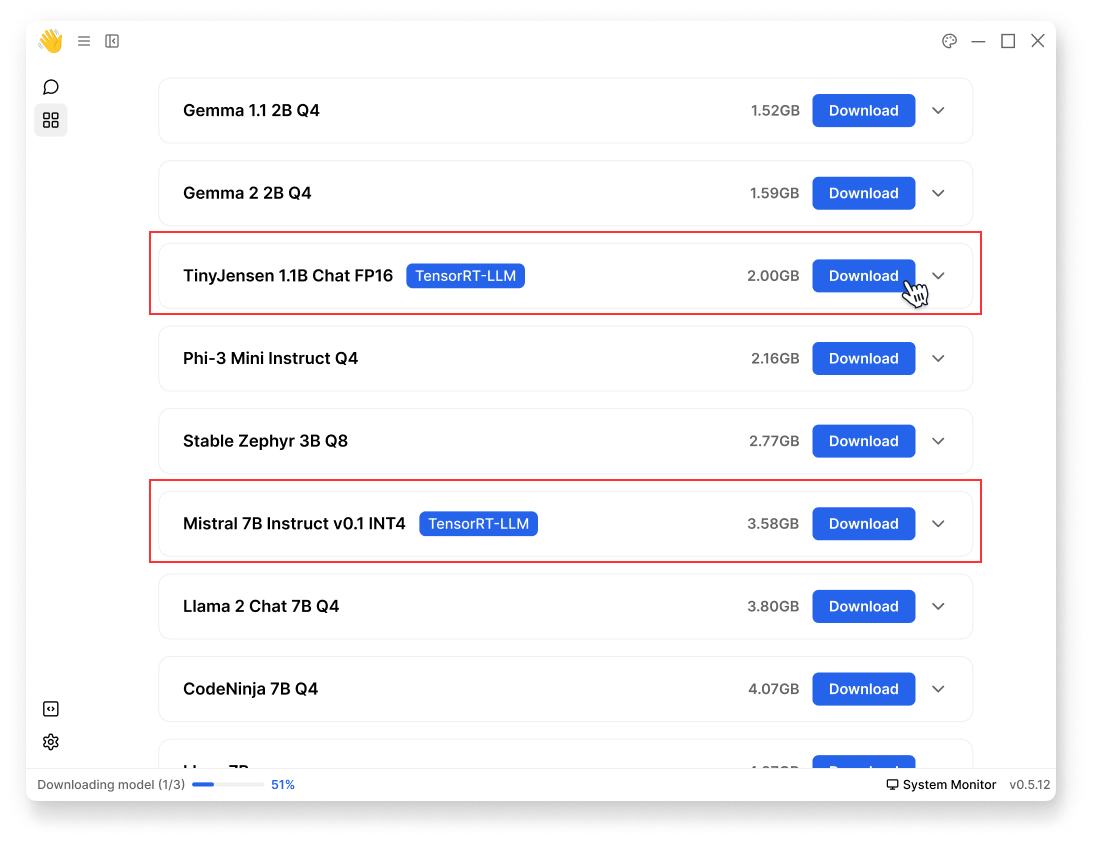 Gemma 1.1 2B Q4 1.52GB Download
Gemma 2 2B Q4 1.59GB Download
TinyJensen 1.1B Chat FP16 TensorRT-LLM 2.00GB Download
Phi-3 Mini Instruct Q4 2.16GB Download
Stable Zephyr 3B Q8 2.77GB Download
Mistral 7B Instruct v0.1 INT4 TensorRT-LLM 3.58GB Download
Llama 2 Chat 7B Q4 3.80GB Download
CodeNinja 7B Q4 4.07GB Download
Downloading model (1/3) 51% System Monitor v0.5.12